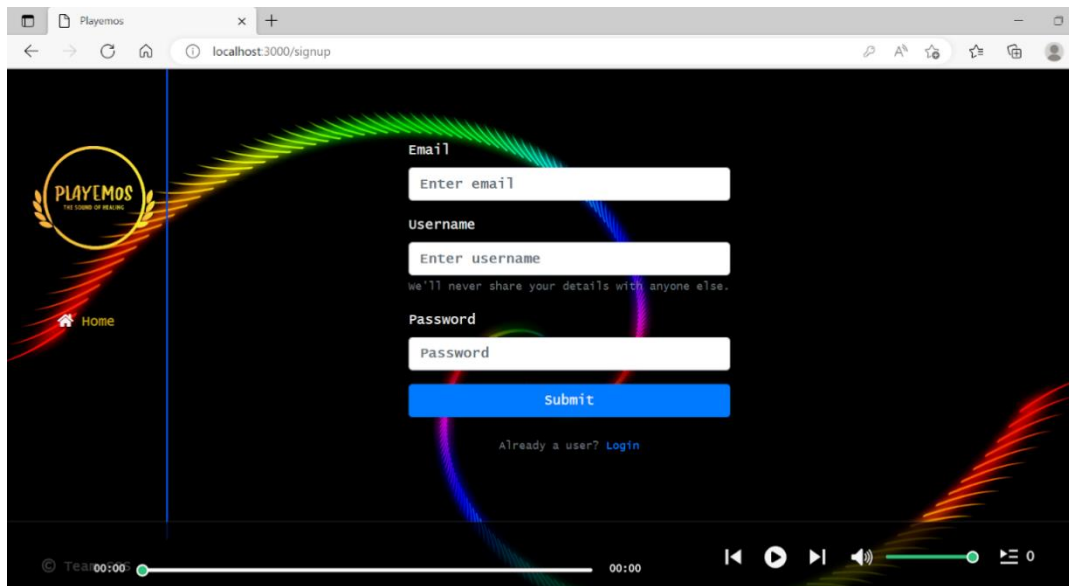 Playemos
localhost:3000/signup
PLAYEMOS
THE SOUND OF HEALING
Home
Email
Enter email
Username
Enter username
We'll never share your details with anyone else.
Password
Password
Submit
Already a user? Login
© Team
00:00
00:00
0